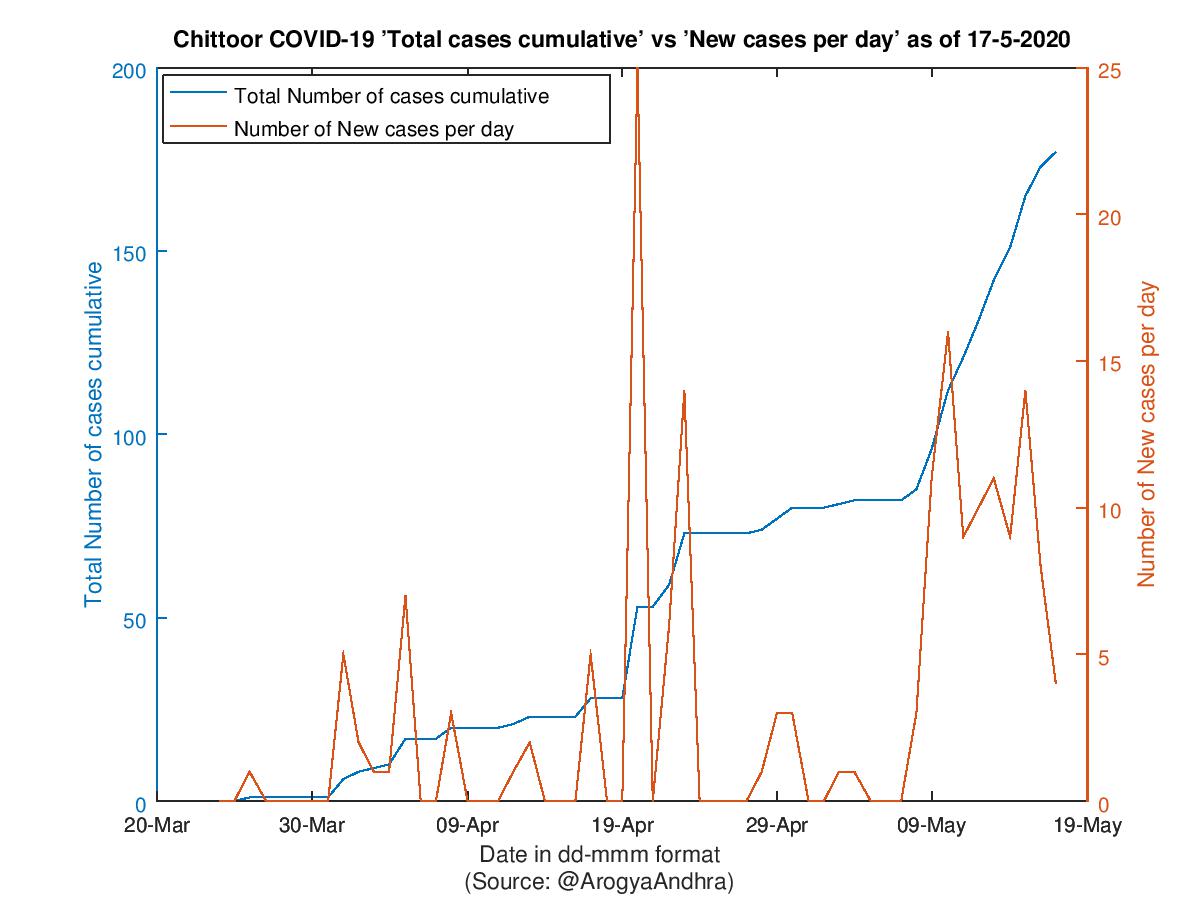 Chittoor COVID-19 ’Total cases cumulative’ vs ’New cases per day’ as of 17-5-2020
Total Number of cases cumulative
Number of New cases per day
200
150
100
50
0
Total Number of cases cumulative
25
20
15
10
5
0
Number of New cases per day
20-Mar 30-Mar 09-Apr 19-Apr 29-Apr 09-May 19-May
Date in dd-mmm format
(Source: @ArogyaAndhra)